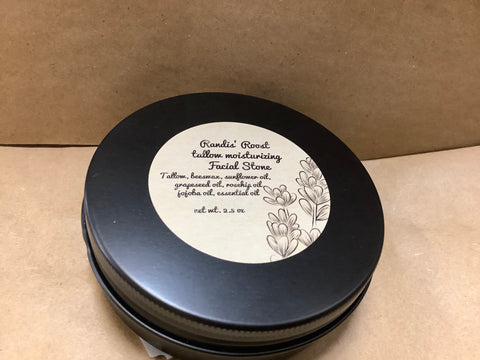 Randis' Roost
tallow moisturizing
Facial Stone
Tallow, beeswax, sunflower oil,
grapeseed oil, rosehip oil,
jojoba oil, essential oil
net wt. 2.5 oz